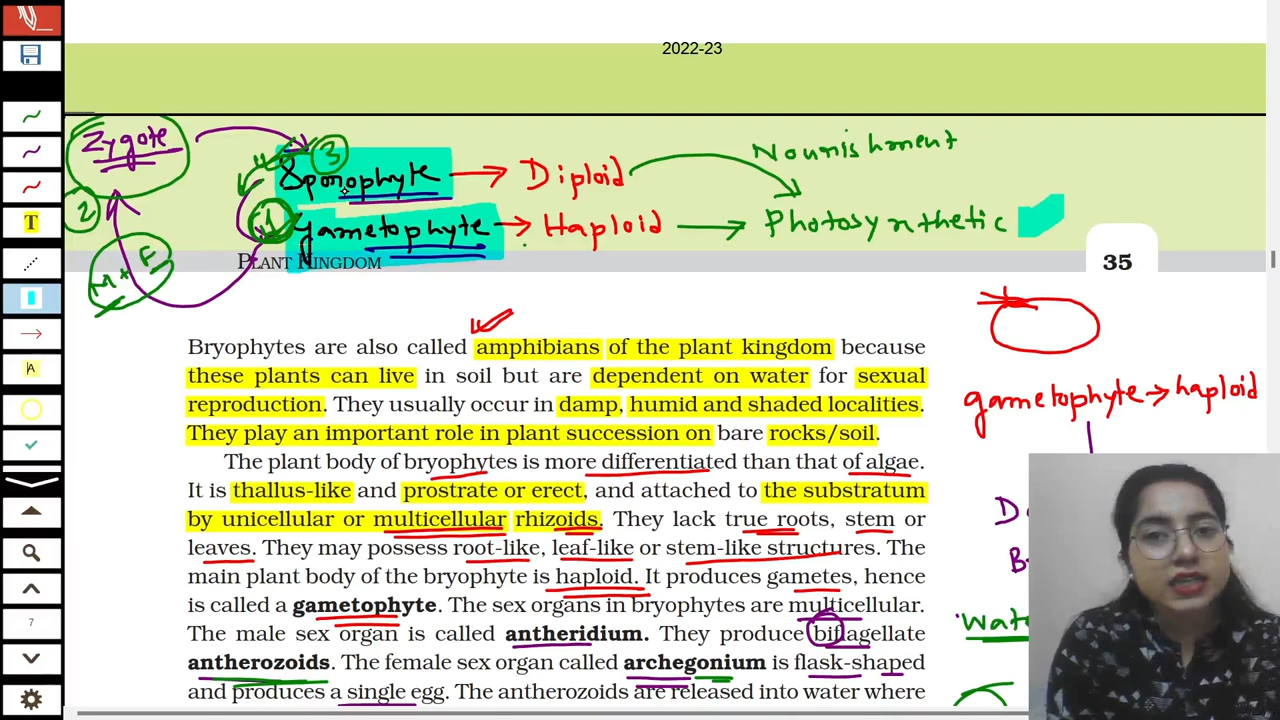 2022-23
Zygote
3
Sporophyte → Diploid
Nourishment
2
1
Gametophyte → Haploid → Photosynthetic
M + F
PLANT KINGDOM
35
Bryophytes are also called amphibians of the plant kingdom because
these plants can live in soil but are dependent on water for sexual
reproduction. They usually occur in damp, humid and shaded localities.
They play an important role in plant succession on bare rocks/soil.
The plant body of bryophytes is more differentiated than that of algae.
It is thallus-like and prostrate or erect, and attached to the substratum
by unicellular or multicellular rhizoids. They lack true roots, stem or
leaves. They may possess root-like, leaf-like or stem-like structures. The
main plant body of the bryophyte is haploid. It produces gametes, hence
is called a gametophyte. The sex organs in bryophytes are multicellular.
The male sex organ is called antheridium. They produce biflagellate
antherozoids. The female sex organ called archegonium is flask-shaped
and produces a single egg. The antherozoids are released into water where
gametophyte → haploid
T
A
7